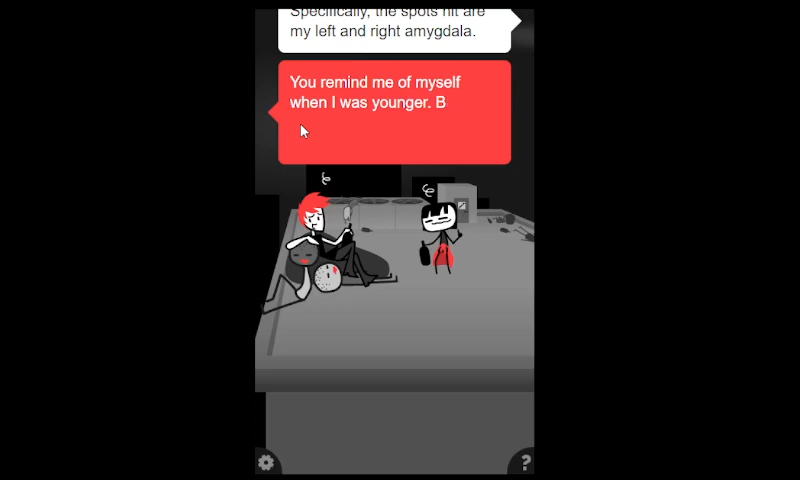 Specifically, the spots hit are
my left and right amygdala.
You remind me of myself
when I was younger. B
?